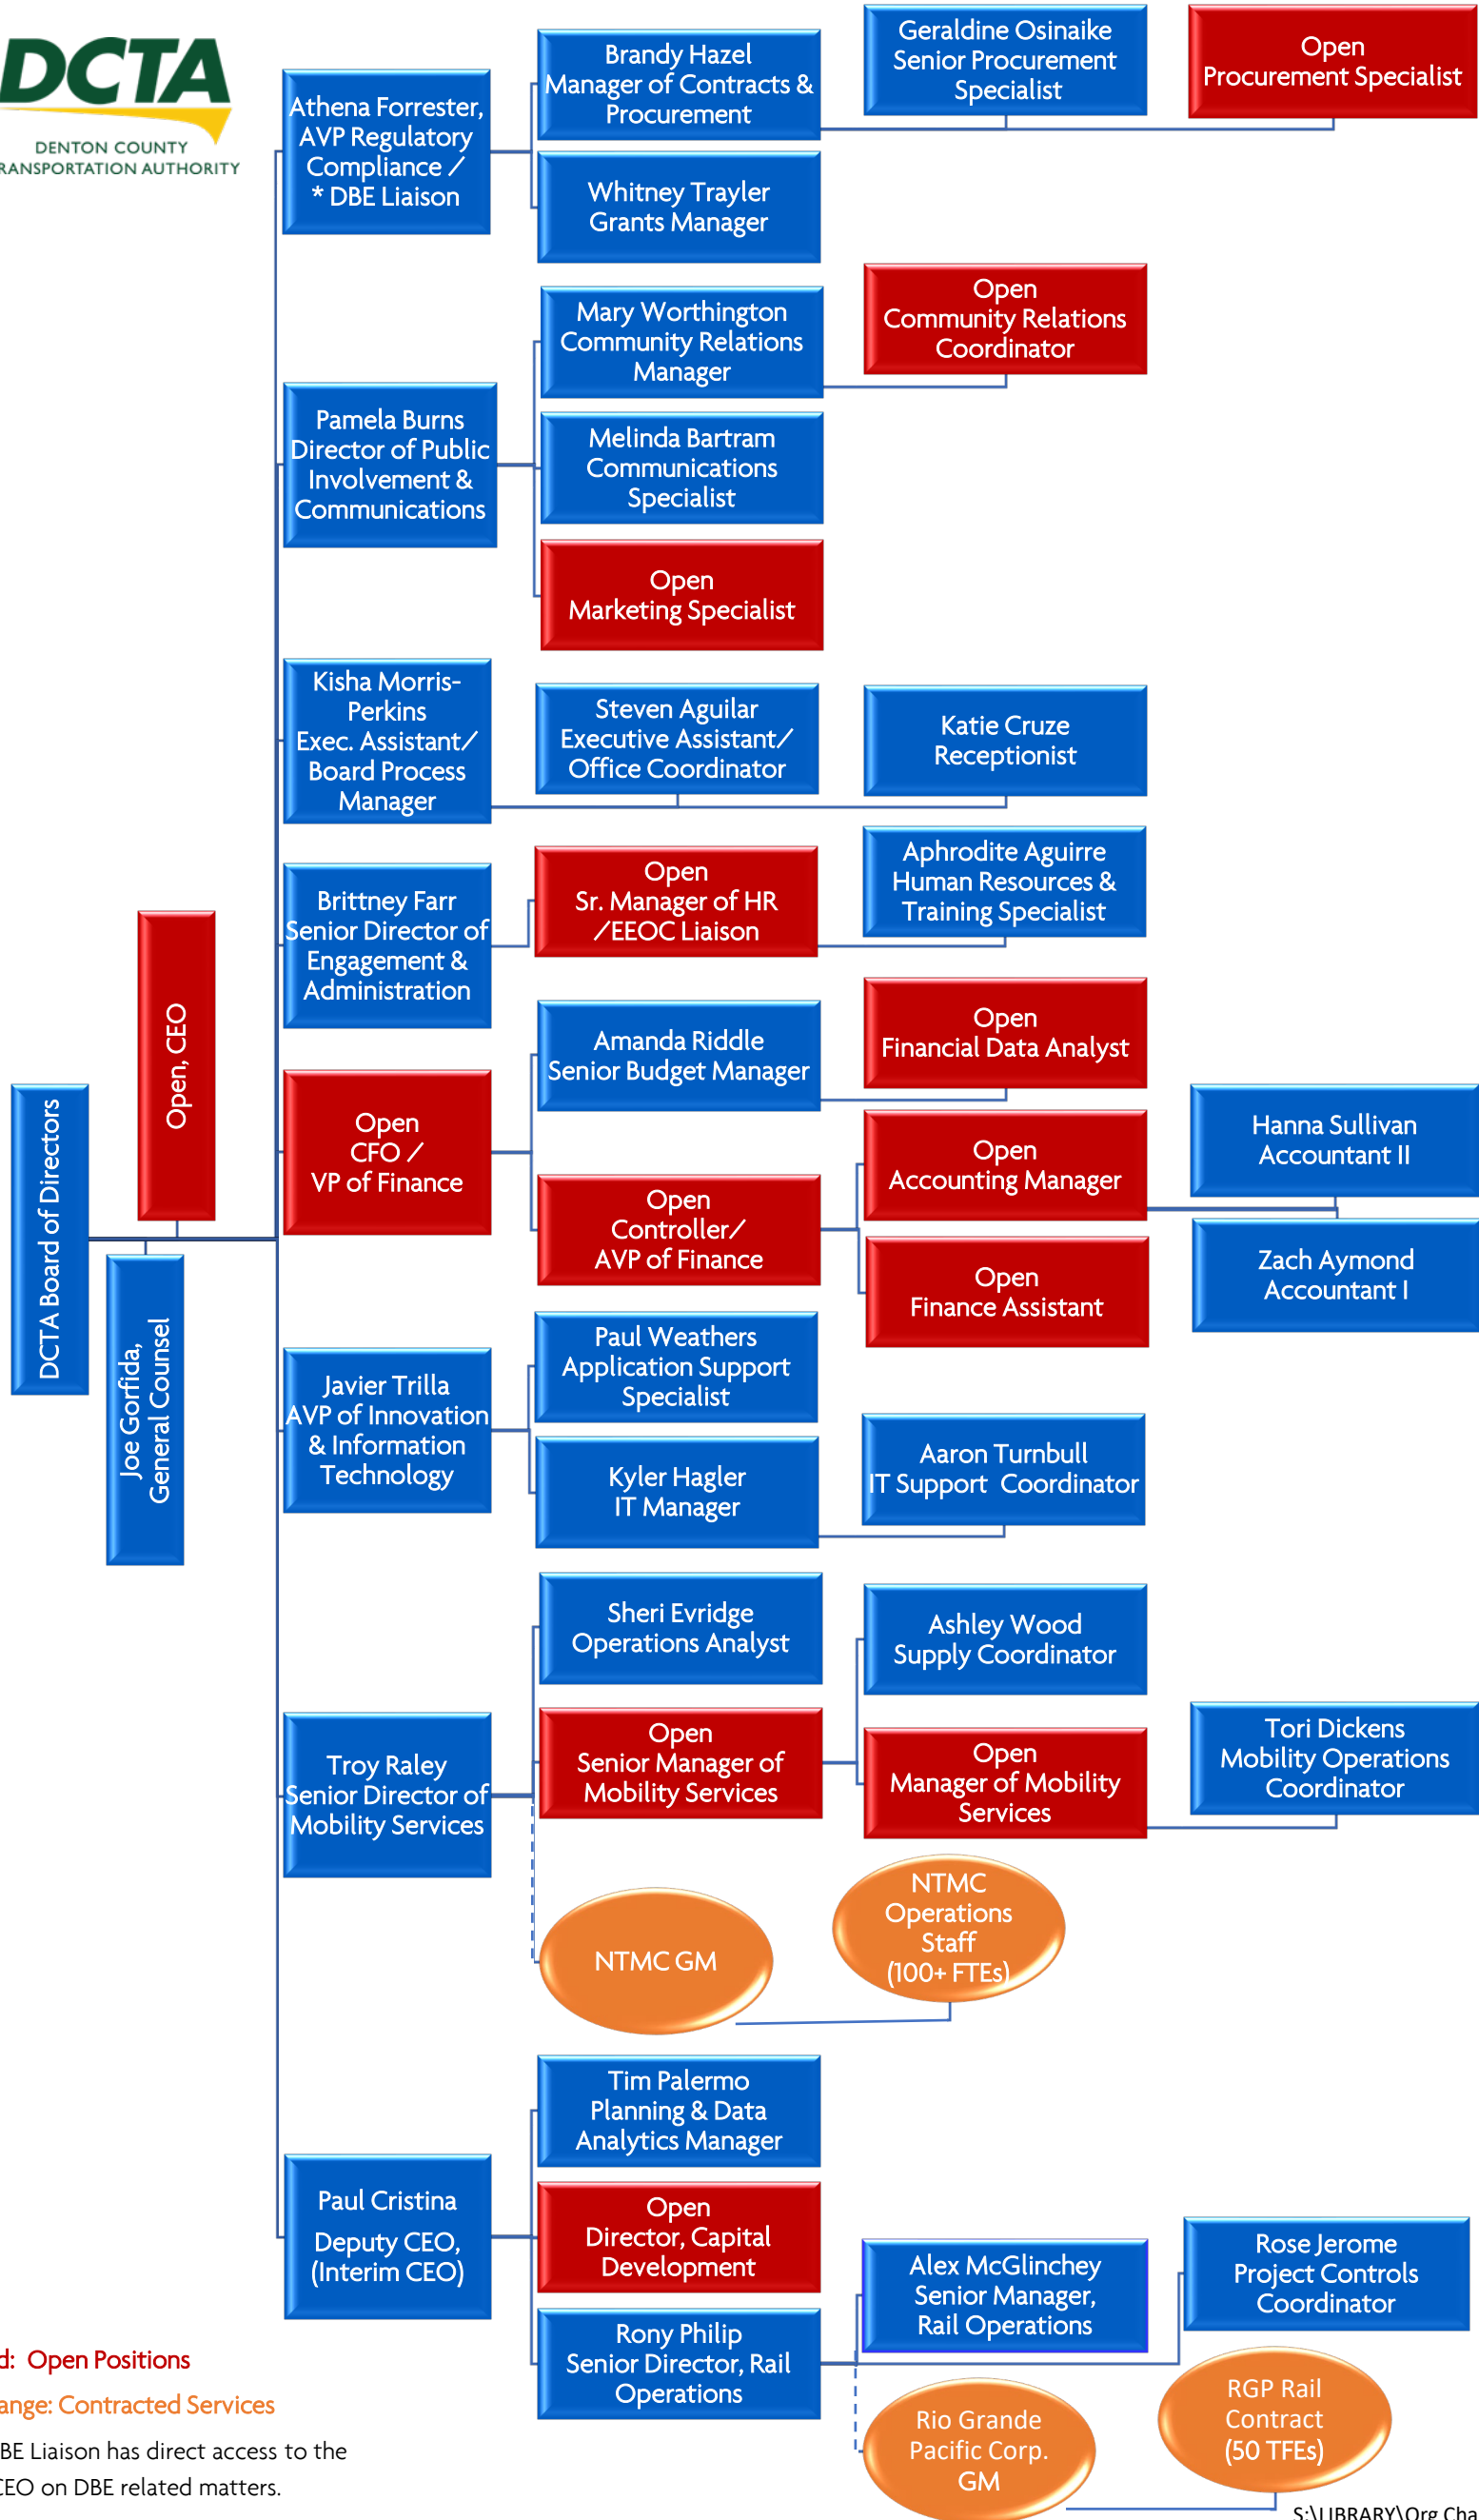 DCTA
DENTON COUNTY
RANSPORTATION AUTHORITY
Athena Forrester,
AVP Regulatory
Compliance /
* DBE Liaison
Brandy Hazel
Manager of Contracts &
Procurement
Geraldine Osinaike
Senior Procurement
Specialist
Open
Procurement Specialist
Whitney Trayler
Grants Manager
Pamela Burns
Director of Public
Involvement &
Communications
Mary Worthington
Community Relations
Manager
Open
Community Relations
Coordinator
Melinda Bartram
Communications
Specialist
Open
Marketing Specialist
Kisha Morris-
Perkins
Exec. Assistant/
Board Process
Manager
Steven Aguilar
Executive Assistant/
Office Coordinator
Katie Cruze
Receptionist
Brittney Farr
Senior Director of
Engagement &
Administration
Open
Sr. Manager of HR
/EEOC Liaison
Aphrodite Aguirre
Human Resources &
Training Specialist
DCTA Board of Directors
Open, CEO
Joe Gorfida,
General Counsel
Open
CFO /
VP of Finance
Amanda Riddle
Senior Budget Manager
Open
Financial Data Analyst
Open
Controller/
AVP of Finance
Open
Accounting Manager
Hanna Sullivan
Accountant II
Zach Aymond
Accountant I
Open
Finance Assistant
Javier Trilla
AVP of Innovation
& Information
Technology
Paul Weathers
Application Support
Specialist
Kyler Hagler
IT Manager
Aaron Turnbull
IT Support  Coordinator
Troy Raley
Senior Director of
Mobility Services
Sheri Evridge
Operations Analyst
Open
Senior Manager of
Mobility Services
Ashley Wood
Supply Coordinator
Open
Manager of Mobility
Services
Tori Dickens
Mobility Operations
Coordinator
NTMC GM
NTMC
Operations
Staff
(100+ FTEs)
Paul Cristina
Deputy CEO,
(Interim CEO)
Tim Palermo
Planning & Data
Analytics Manager
Open
Director, Capital
Development
Rony Philip
Senior Director, Rail
Operations
Alex McGlinchey
Senior Manager,
Rail Operations
Rose Jerome
Project Controls
Coordinator
Rio Grande
Pacific Corp.
GM
RGP Rail
Contract
(50 TFEs)
d: Open Positions
ange: Contracted Services
BE Liaison has direct access to the
CEO on DBE related matters.
S:\LIBRARY\Org Cha